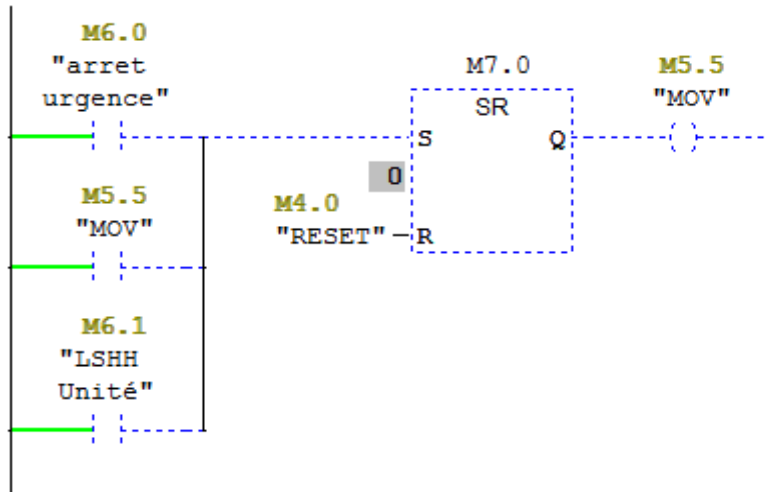 M6.0
"arret
urgence"
M7.0
M5.5
"MOV"
SR
S
Q
0
M5.5
"MOV"
M4.0
"RESET"
R
M6.1
"LSHH
Unité"